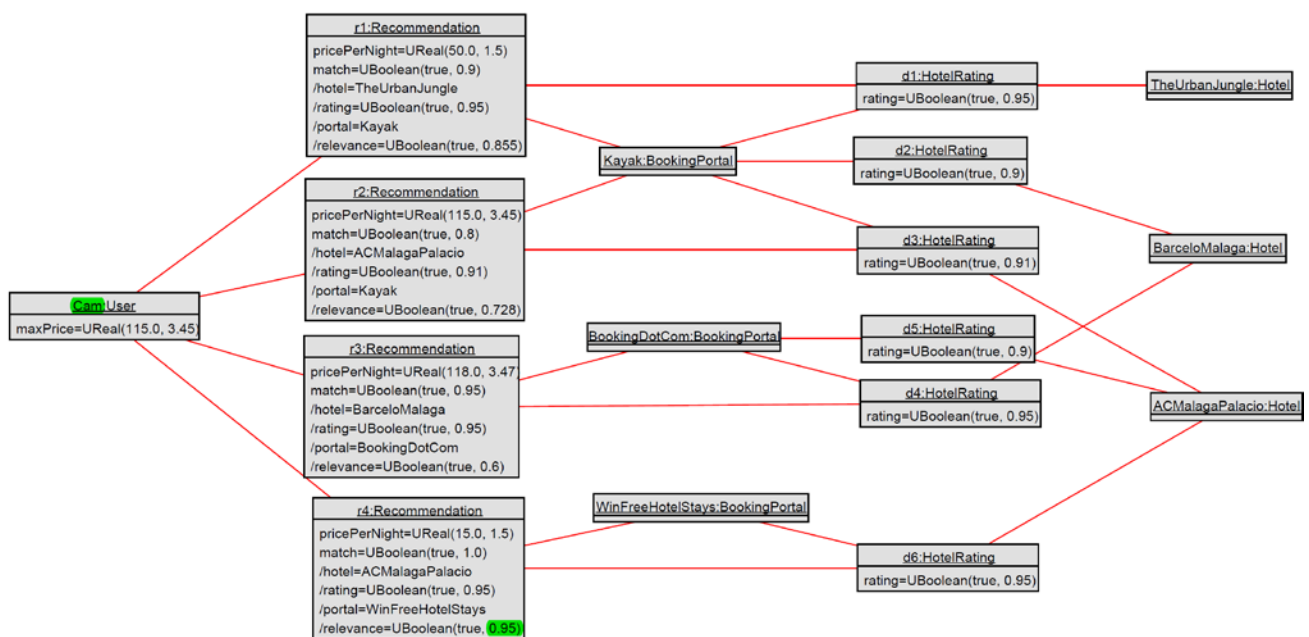 r1:Recommendation
pricePerNight=UReal(50.0, 1.5)
match=UBoolean(true, 0.9)
/hotel=TheUrbanJungle
/rating=UBoolean(true, 0.95)
/portal=Kayak
/relevance=UBoolean(true, 0.855)
d1:HotelRating
rating=UBoolean(true, 0.95)
TheUrbanJungle:Hotel
Kayak:BookingPortal
d2:HotelRating
rating=UBoolean(true, 0.9)
r2:Recommendation
pricePerNight=UReal(115.0, 3.45)
match=UBoolean(true, 0.8)
/hotel=ACMalagaPalacio
/rating=UBoolean(true, 0.91)
/portal=Kayak
/relevance=UBoolean(true, 0.728)
d3:HotelRating
rating=UBoolean(true, 0.91)
BarceloMalaga:Hotel
Cam:User
maxPrice=UReal(115.0, 3.45)
r3:Recommendation
pricePerNight=UReal(118.0, 3.47)
match=UBoolean(true, 0.95)
/hotel=BarceloMalaga
/rating=UBoolean(true, 0.95)
/portal=BookingDotCom
/relevance=UBoolean(true, 0.6)
BookingDotCom:BookingPortal
d5:HotelRating
rating=UBoolean(true, 0.9)
d4:HotelRating
rating=UBoolean(true, 0.95)
ACMalagaPalacio:Hotel
r4:Recommendation
pricePerNight=UReal(15.0, 1.5)
match=UBoolean(true, 1.0)
/hotel=ACMalagaPalacio
/rating=UBoolean(true, 0.95)
/portal=WinFreeHotelStays
/relevance=UBoolean(true, 0.95)
WinFreeHotelStays:BookingPortal
d6:HotelRating
rating=UBoolean(true, 0.95)